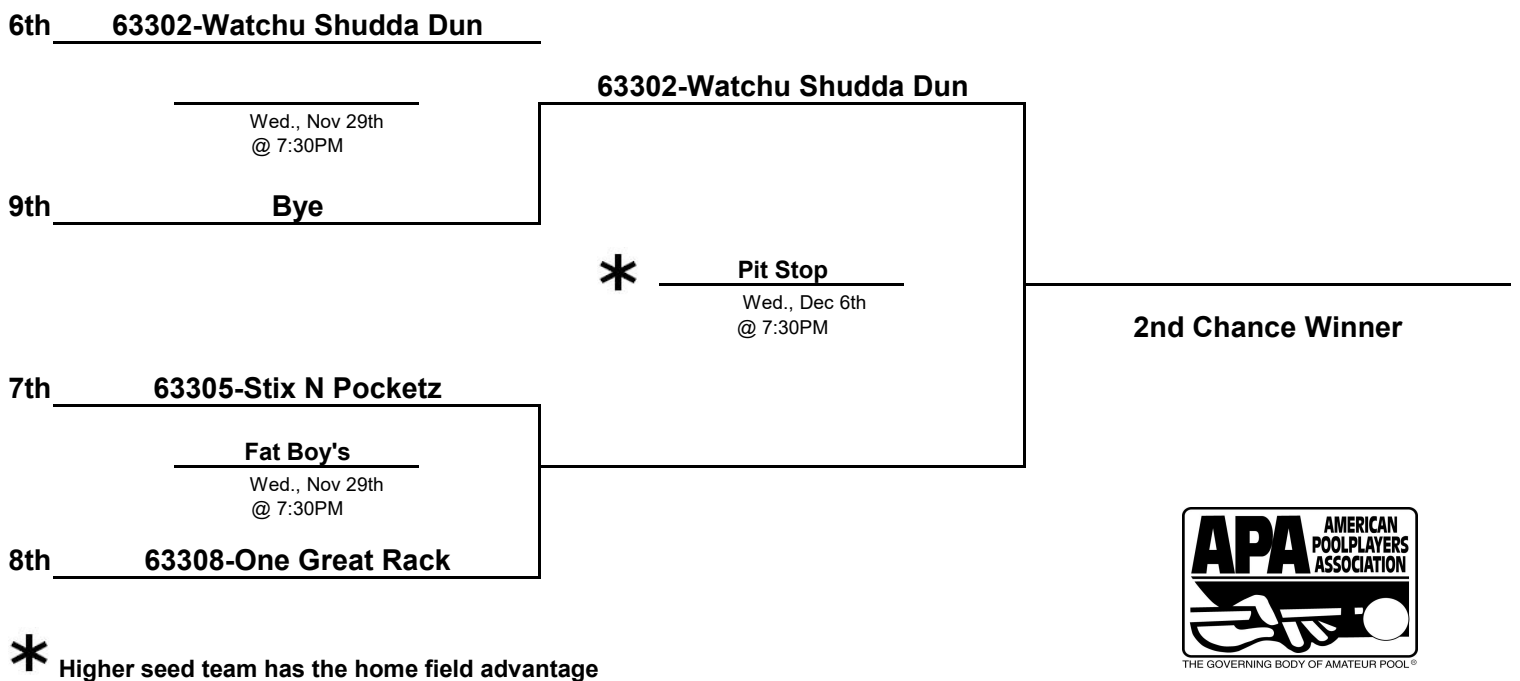 6th 63302-Watchu Shudda Dun
63302-Watchu Shudda Dun
Wed., Nov 29th
@ 7:30PM
9th Bye
* Pit Stop
Wed., Dec 6th
@ 7:30PM
2nd Chance Winner
7th 63305-Stix N Pocketz
Fat Boy's
Wed., Nov 29th
@ 7:30PM
8th 63308-One Great Rack
APA AMERICAN
POOLPLAYERS
ASSOCIATION
THE GOVERNING BODY OF AMATEUR POOL®
* Higher seed team has the home field advantage